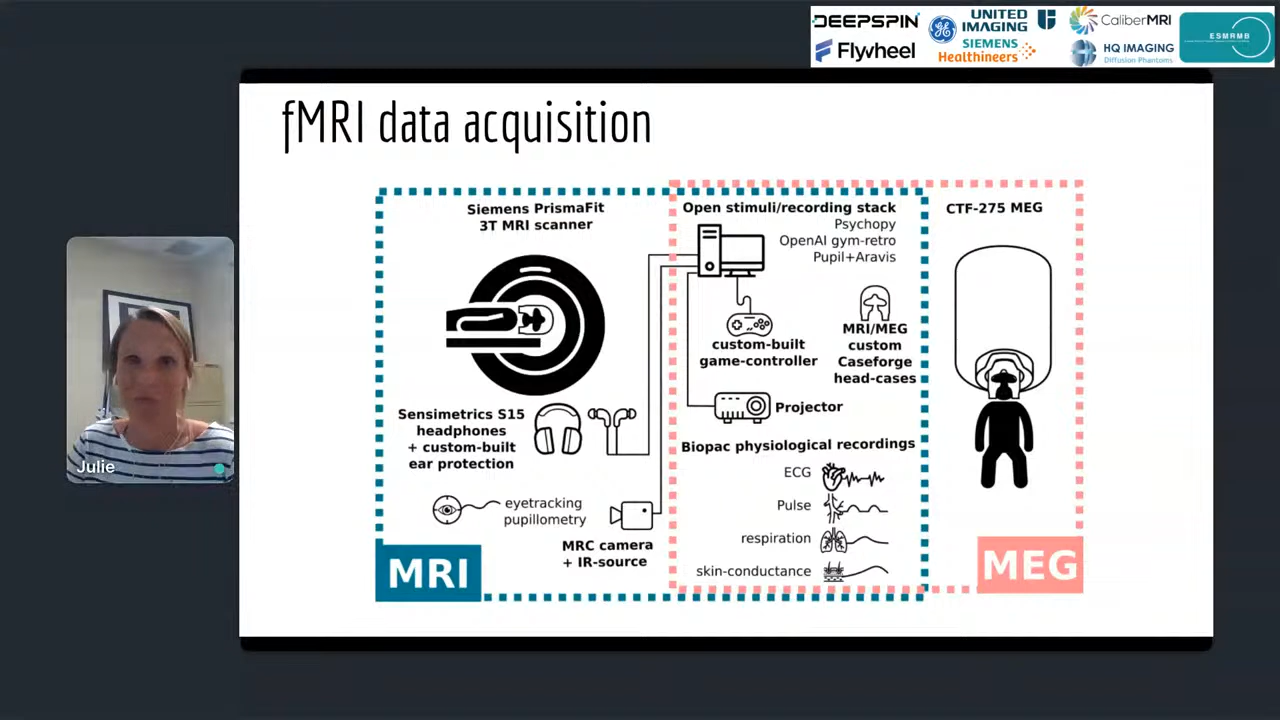 DEEPSPIN
UNITED
IMAGING
CaliberMRI
ESMRMB
Flywheel
SIEMENS
Healthineers
HQ IMAGING
Diffusion Phantoms
fMRI data acquisition
Siemens PrismaFit
3T MRI scanner
Open stimuli/recording stack
Psychopy
OpenAI gym-retro
Pupil+Aravis
CTF-275 MEG
custom-built
game-controller
MRI/MEG
custom
Caseforge
head-cases
Sensimetrics S15
headphones
+ custom-built
ear protection
Projector
Biopac physiological recordings
ECG
Pulse
respiration
skin-conductance
eyetracking
pupillometry
MRC camera
+ IR-source
MRI
MEG
Julie